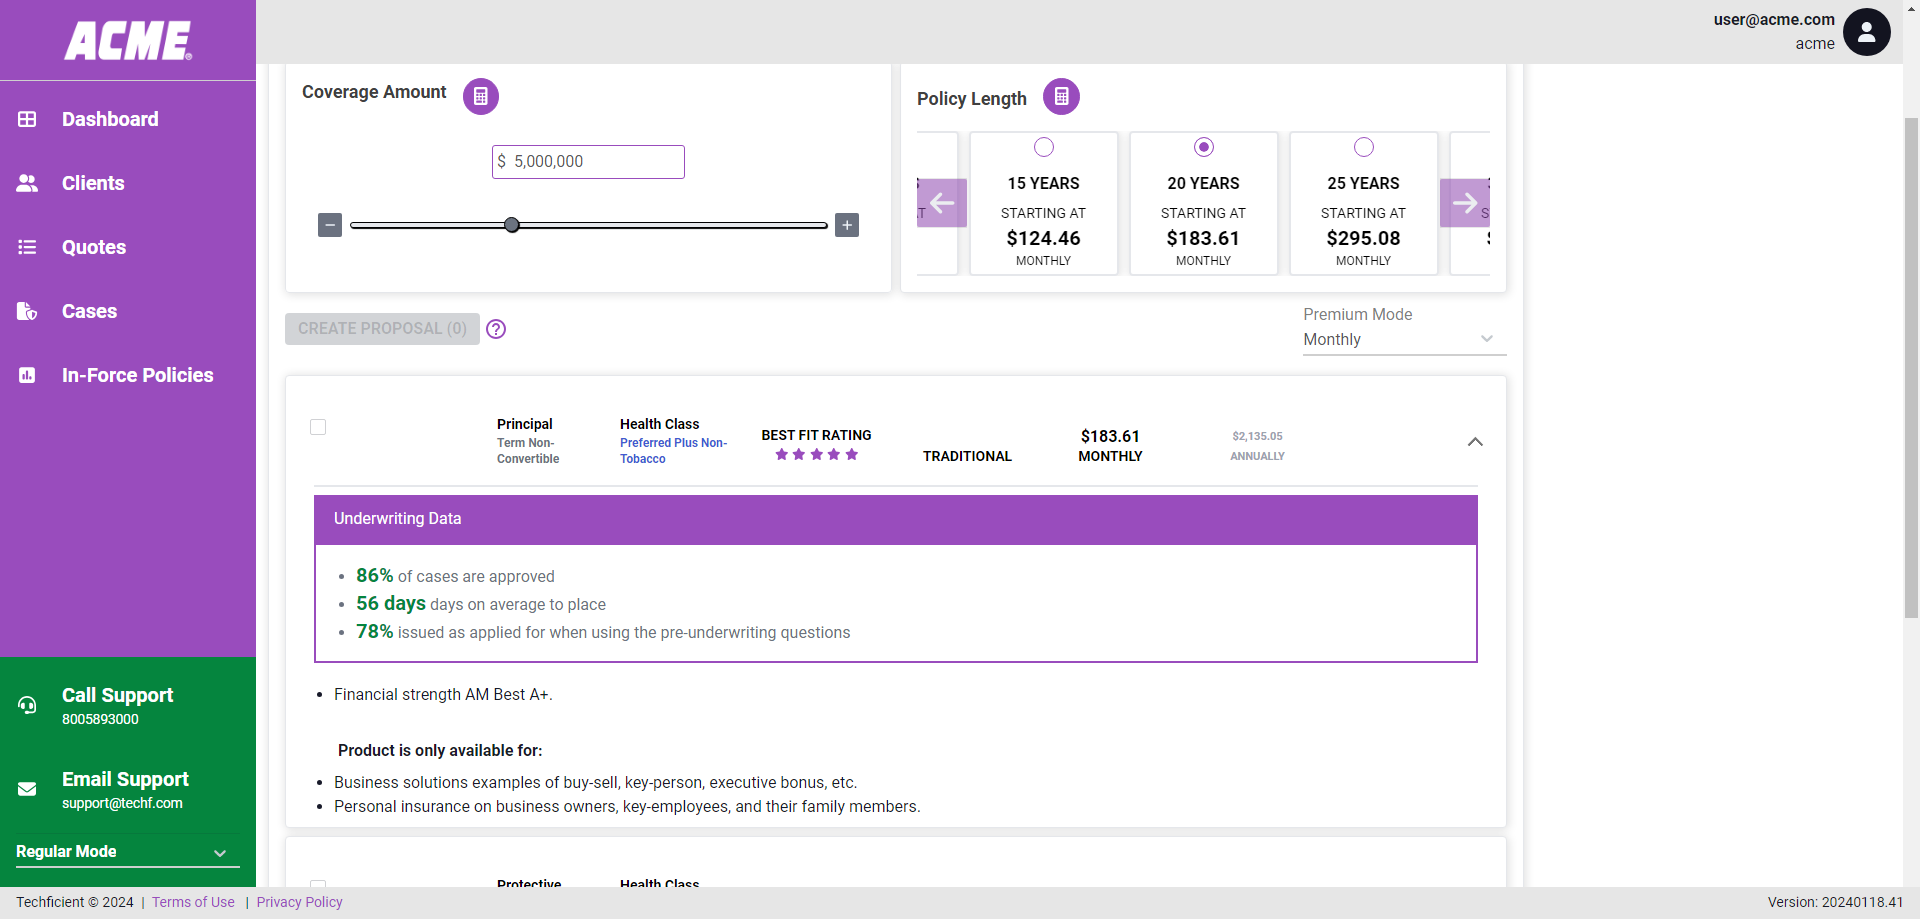 ACME®
user@acme.com
acme
Dashboard
Clients
Quotes
Cases
In-Force Policies
Call Support
8005893000
Email Support
support@techf.com
Regular Mode
Coverage Amount
$ 5,000,000
Policy Length
15 YEARS
STARTING AT
$124.46
MONTHLY
20 YEARS
STARTING AT
$183.61
MONTHLY
25 YEARS
STARTING AT
$295.08
MONTHLY
CREATE PROPOSAL (0)
Premium Mode
Monthly
Principal
Term Non-
Convertible
Health Class
Preferred Plus Non-
Tobacco
BEST FIT RATING
TRADITIONAL
$183.61
MONTHLY
$2,135.05
ANNUALLY
Underwriting Data
• 86% of cases are approved
• 56 days days on average to place
• 78% issued as applied for when using the pre-underwriting questions
• Financial strength AM Best A+.
Product is only available for:
• Business solutions examples of buy-sell, key-person, executive bonus, etc.
• Personal insurance on business owners, key-employees, and their family members.
Protective
Health Class
Techficient © 2024 | Terms of Use | Privacy Policy
Version: 20240118.41